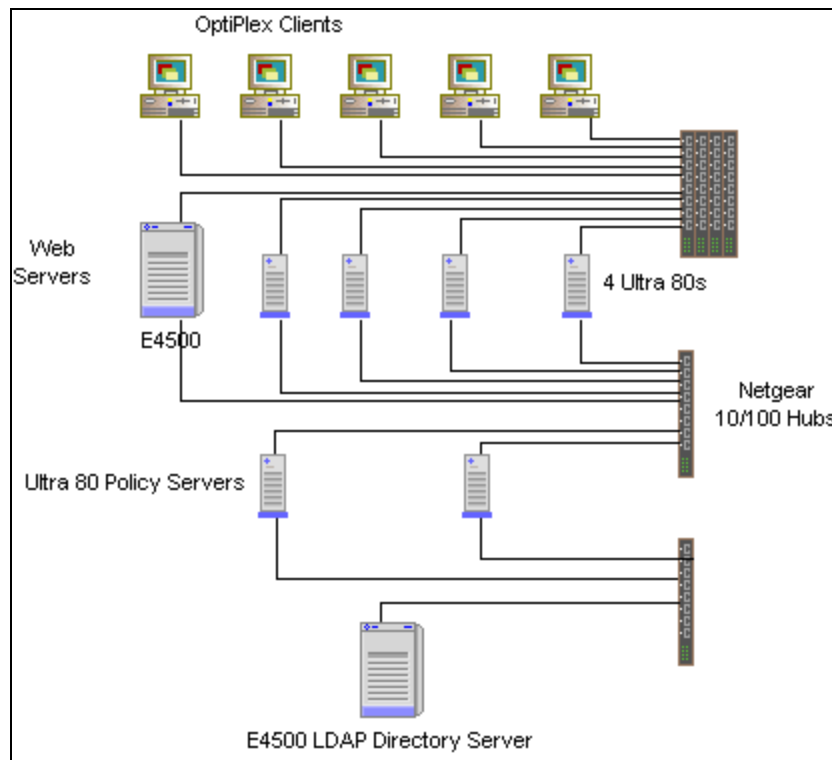 OptiPlex Clients
Web
Servers
E4500
4 Ultra 80s
Netgear
10/100 Hubs
Ultra 80 Policy Servers
E4500 LDAP Directory Server